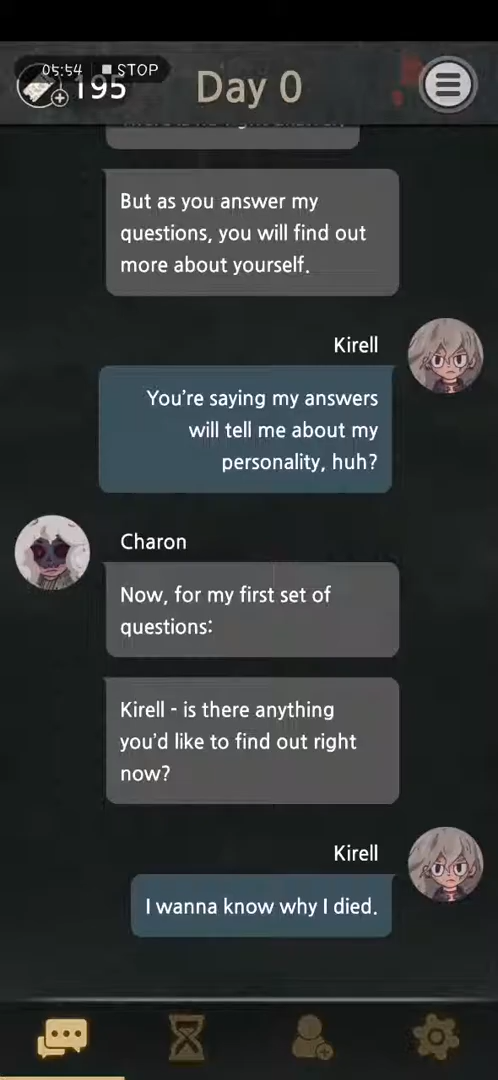 05:54 STOP
195
Day 0
But as you answer my
questions, you will find out
more about yourself.
Kirell
You're saying my answers
will tell me about my
personality, huh?
Charon
Now, for my first set of
questions:
Kirell - is there anything
you'd like to find out right
now?
Kirell
I wanna know why I died.